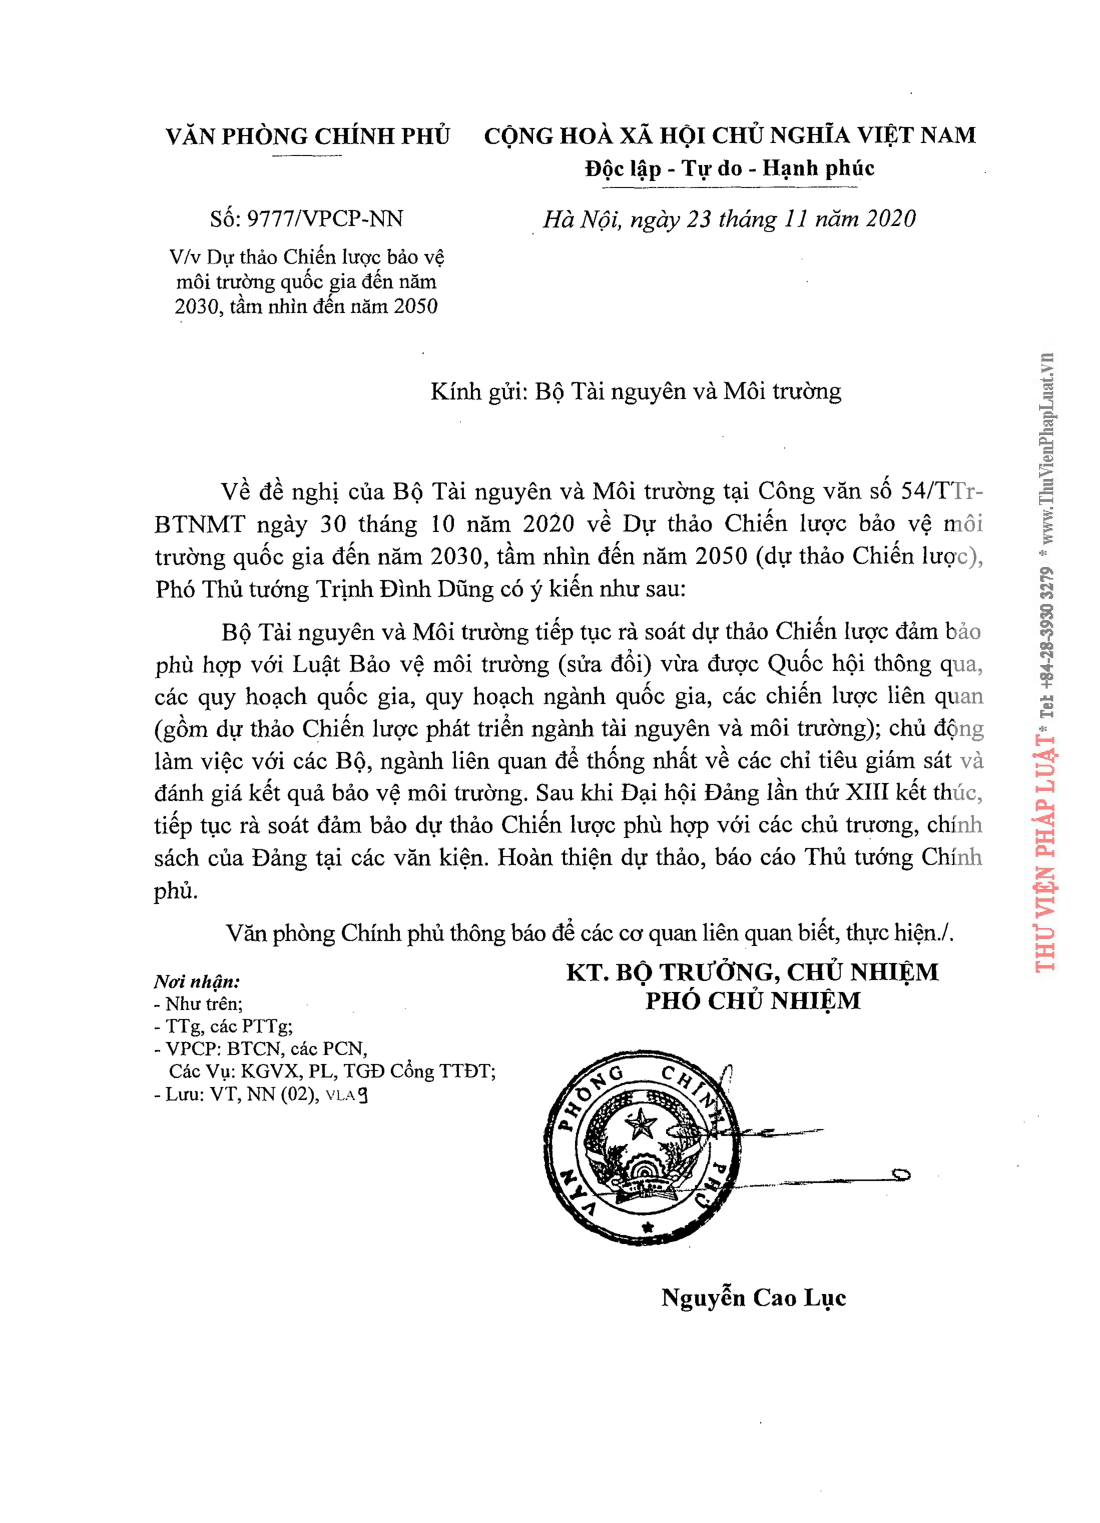 VĂN PHÒNG CHÍNH PHỦ
CỘNG HOÀ XÃ HỘI CHỦ NGHĨA VIỆT NAM
Độc lập - Tự do - Hạnh phúc
Số: 9777/VPCP-NN
Hà Nội, ngày 23 tháng 11 năm 2020
V/v Dự thảo Chiến lược bảo vệ
môi trường quốc gia đến năm
2030, tầm nhìn đến năm 2050
Kính gửi: Bộ Tài nguyên và Môi trường
Về đề nghị của Bộ Tài nguyên và Môi trường tại Công văn số 54/TTr-
BTNMT ngày 30 tháng 10 năm 2020 về Dự thảo Chiến lược bảo vệ môi
trường quốc gia đến năm 2030, tầm nhìn đến năm 2050 (dự thảo Chiến lược),
Phó Thủ tướng Trịnh Đình Dũng có ý kiến như sau:
Bộ Tài nguyên và Môi trường tiếp tục rà soát dự thảo Chiến lược đảm bảo
phù hợp với Luật Bảo vệ môi trường (sửa đổi) vừa được Quốc hội thông qua,
các quy hoạch quốc gia, quy hoạch ngành quốc gia, các chiến lược liên quan
(gồm dự thảo Chiến lược phát triển ngành tài nguyên và môi trường); chủ động
làm việc với các Bộ, ngành liên quan để thống nhất về các chỉ tiêu giám sát và
đánh giá kết quả bảo vệ môi trường. Sau khi Đại hội Đảng lần thứ XIII kết thúc,
tiếp tục rà soát đảm bảo dự thảo Chiến lược phù hợp với các chủ trương, chính
sách của Đảng tại các văn kiện. Hoàn thiện dự thảo, báo cáo Thủ tướng Chính
phủ.
Văn phòng Chính phủ thông báo để các cơ quan liên quan biết, thực hiện./.
Nơi nhận:
- Như trên;
- TTg, các PTTg;
- VPCP: BTCN, các PCN,
Các Vụ: KGVX, PL, TGĐ Cổng TTĐT;
- Lưu: VT, NN (02), VLA 9
KT. BỘ TRƯỞNG, CHỦ NHIỆM
PHÓ CHỦ NHIỆM
VĂN PHÒNG CHÍNH PHỦ
Nguyễn Cao Lục
THƯ VIỆN PHÁP LUẬT * Tel: +84-28-3930 3279 * www.ThuVienPhapLuat.vn